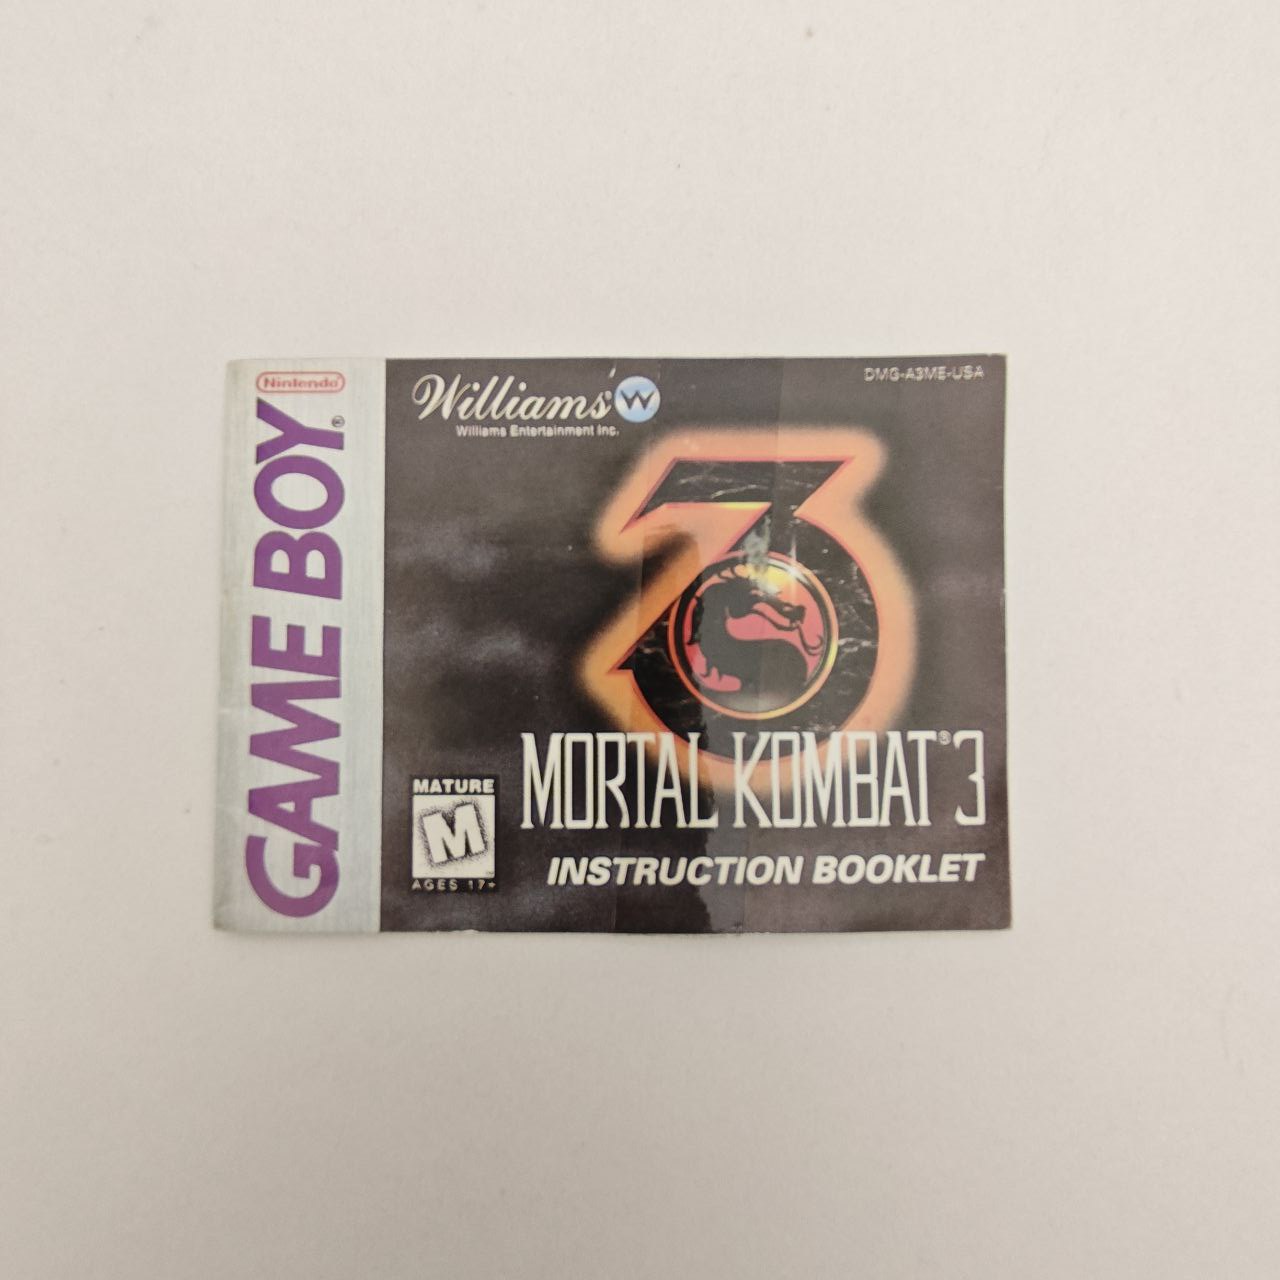 Nintendo®
GAME BOY®
Williams® W
Williams Entertainment Inc.
DMG-A3ME-USA
3
MORTAL KOMBAT® 3
INSTRUCTION BOOKLET
MATURE
M
AGES 17+